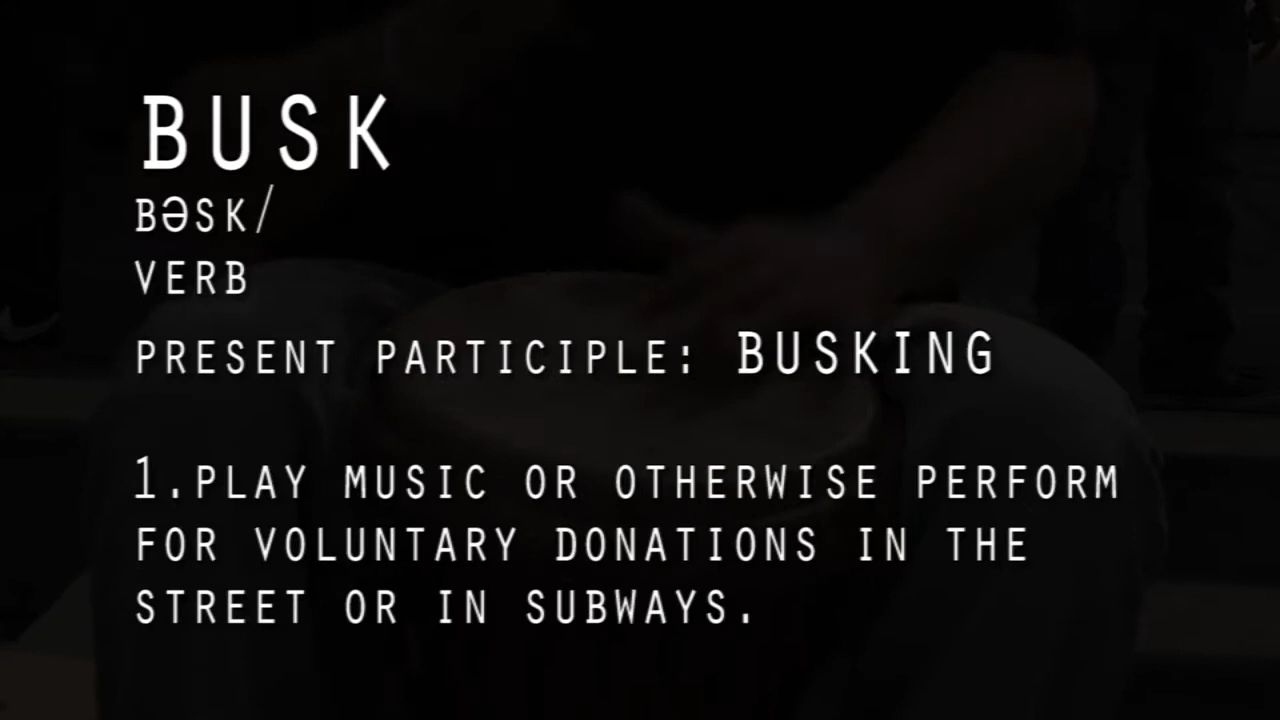 BUSK
BƏSK/
VERB
PRESENT PARTICIPLE: BUSKING
1.PLAY MUSIC OR OTHERWISE PERFORM
FOR VOLUNTARY DONATIONS IN THE
STREET OR IN SUBWAYS.